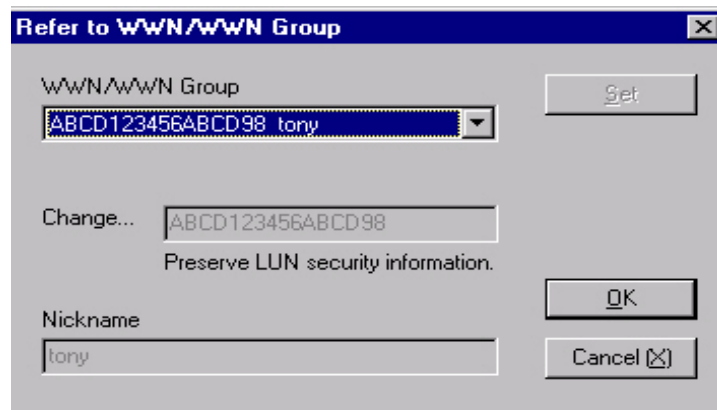 Refer to WWN/WWN Group
WWN/WWN Group
Set
ABCD123456ABCD98 tony
Change...
ABCD123456ABCD98
Preserve LUN security information.
OK
Nickname
tony
Cancel (X)